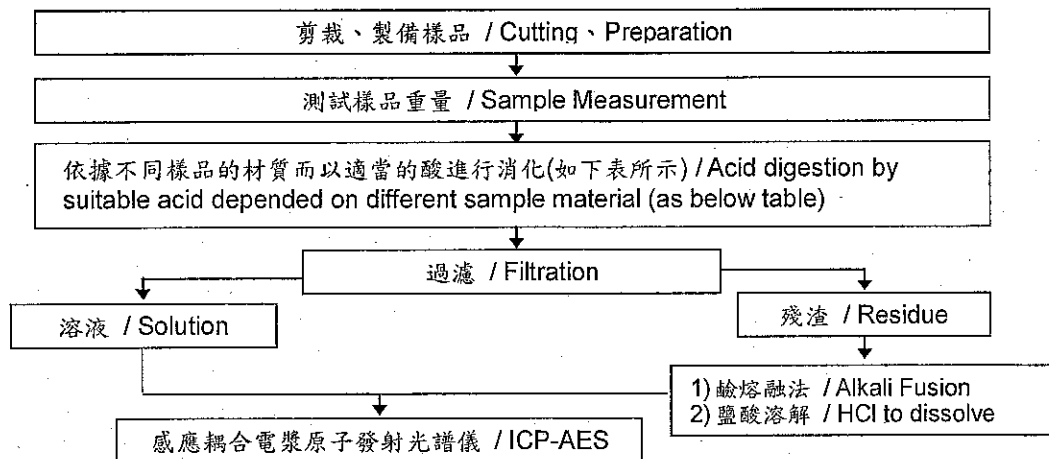 剪裁、製備樣品 / Cutting、Preparation
測試樣品重量 / Sample Measurement
依據不同樣品的材質而以適當的酸進行消化(如下表所示) / Acid digestion by
suitable acid depended on different sample material (as below table)
過濾 / Filtration
溶液 / Solution
殘渣 / Residue
1) 鹼熔融法 / Alkali Fusion
2) 鹽酸溶解 / HCl to dissolve
感應耦合電漿原子發射光譜儀 / ICP-AES